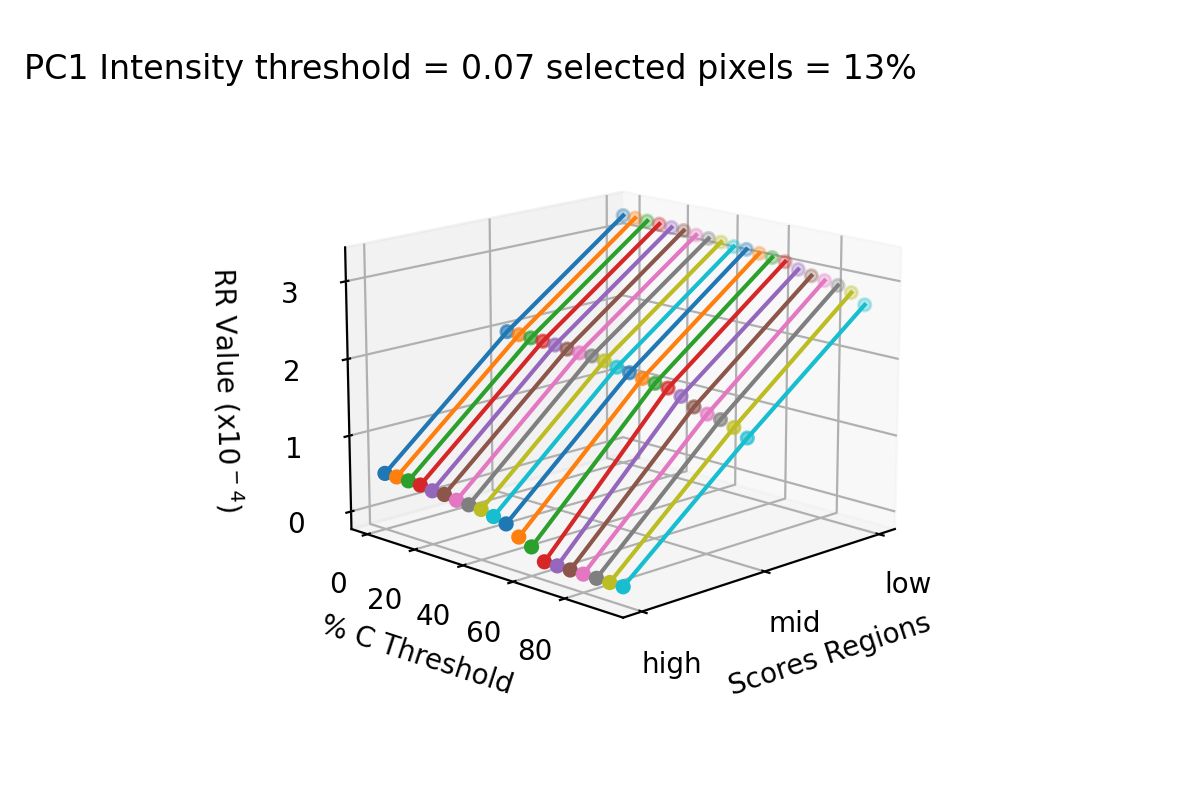 PC1 Intensity threshold = 0.07 selected pixels = 13%
RR Value (x10⁻⁴)
3
2
1
0
0
20
40
60
80
% C Threshold
high
mid
low
Scores Regions